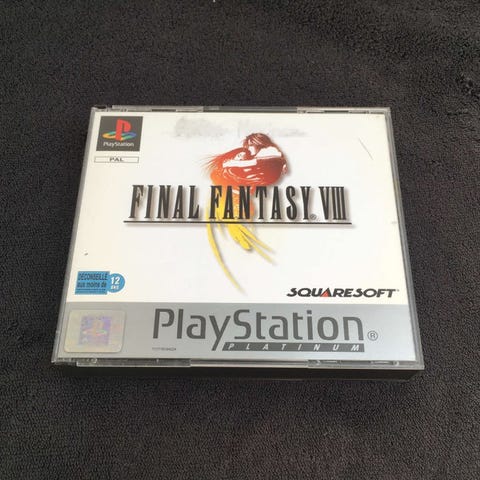 PlayStation
PAL
FINAL FANTASY® VIII
DÉCONSEILLÉ
aux moins de
12
ans
SQUARESOFT
PlayStation®
PLATINUM